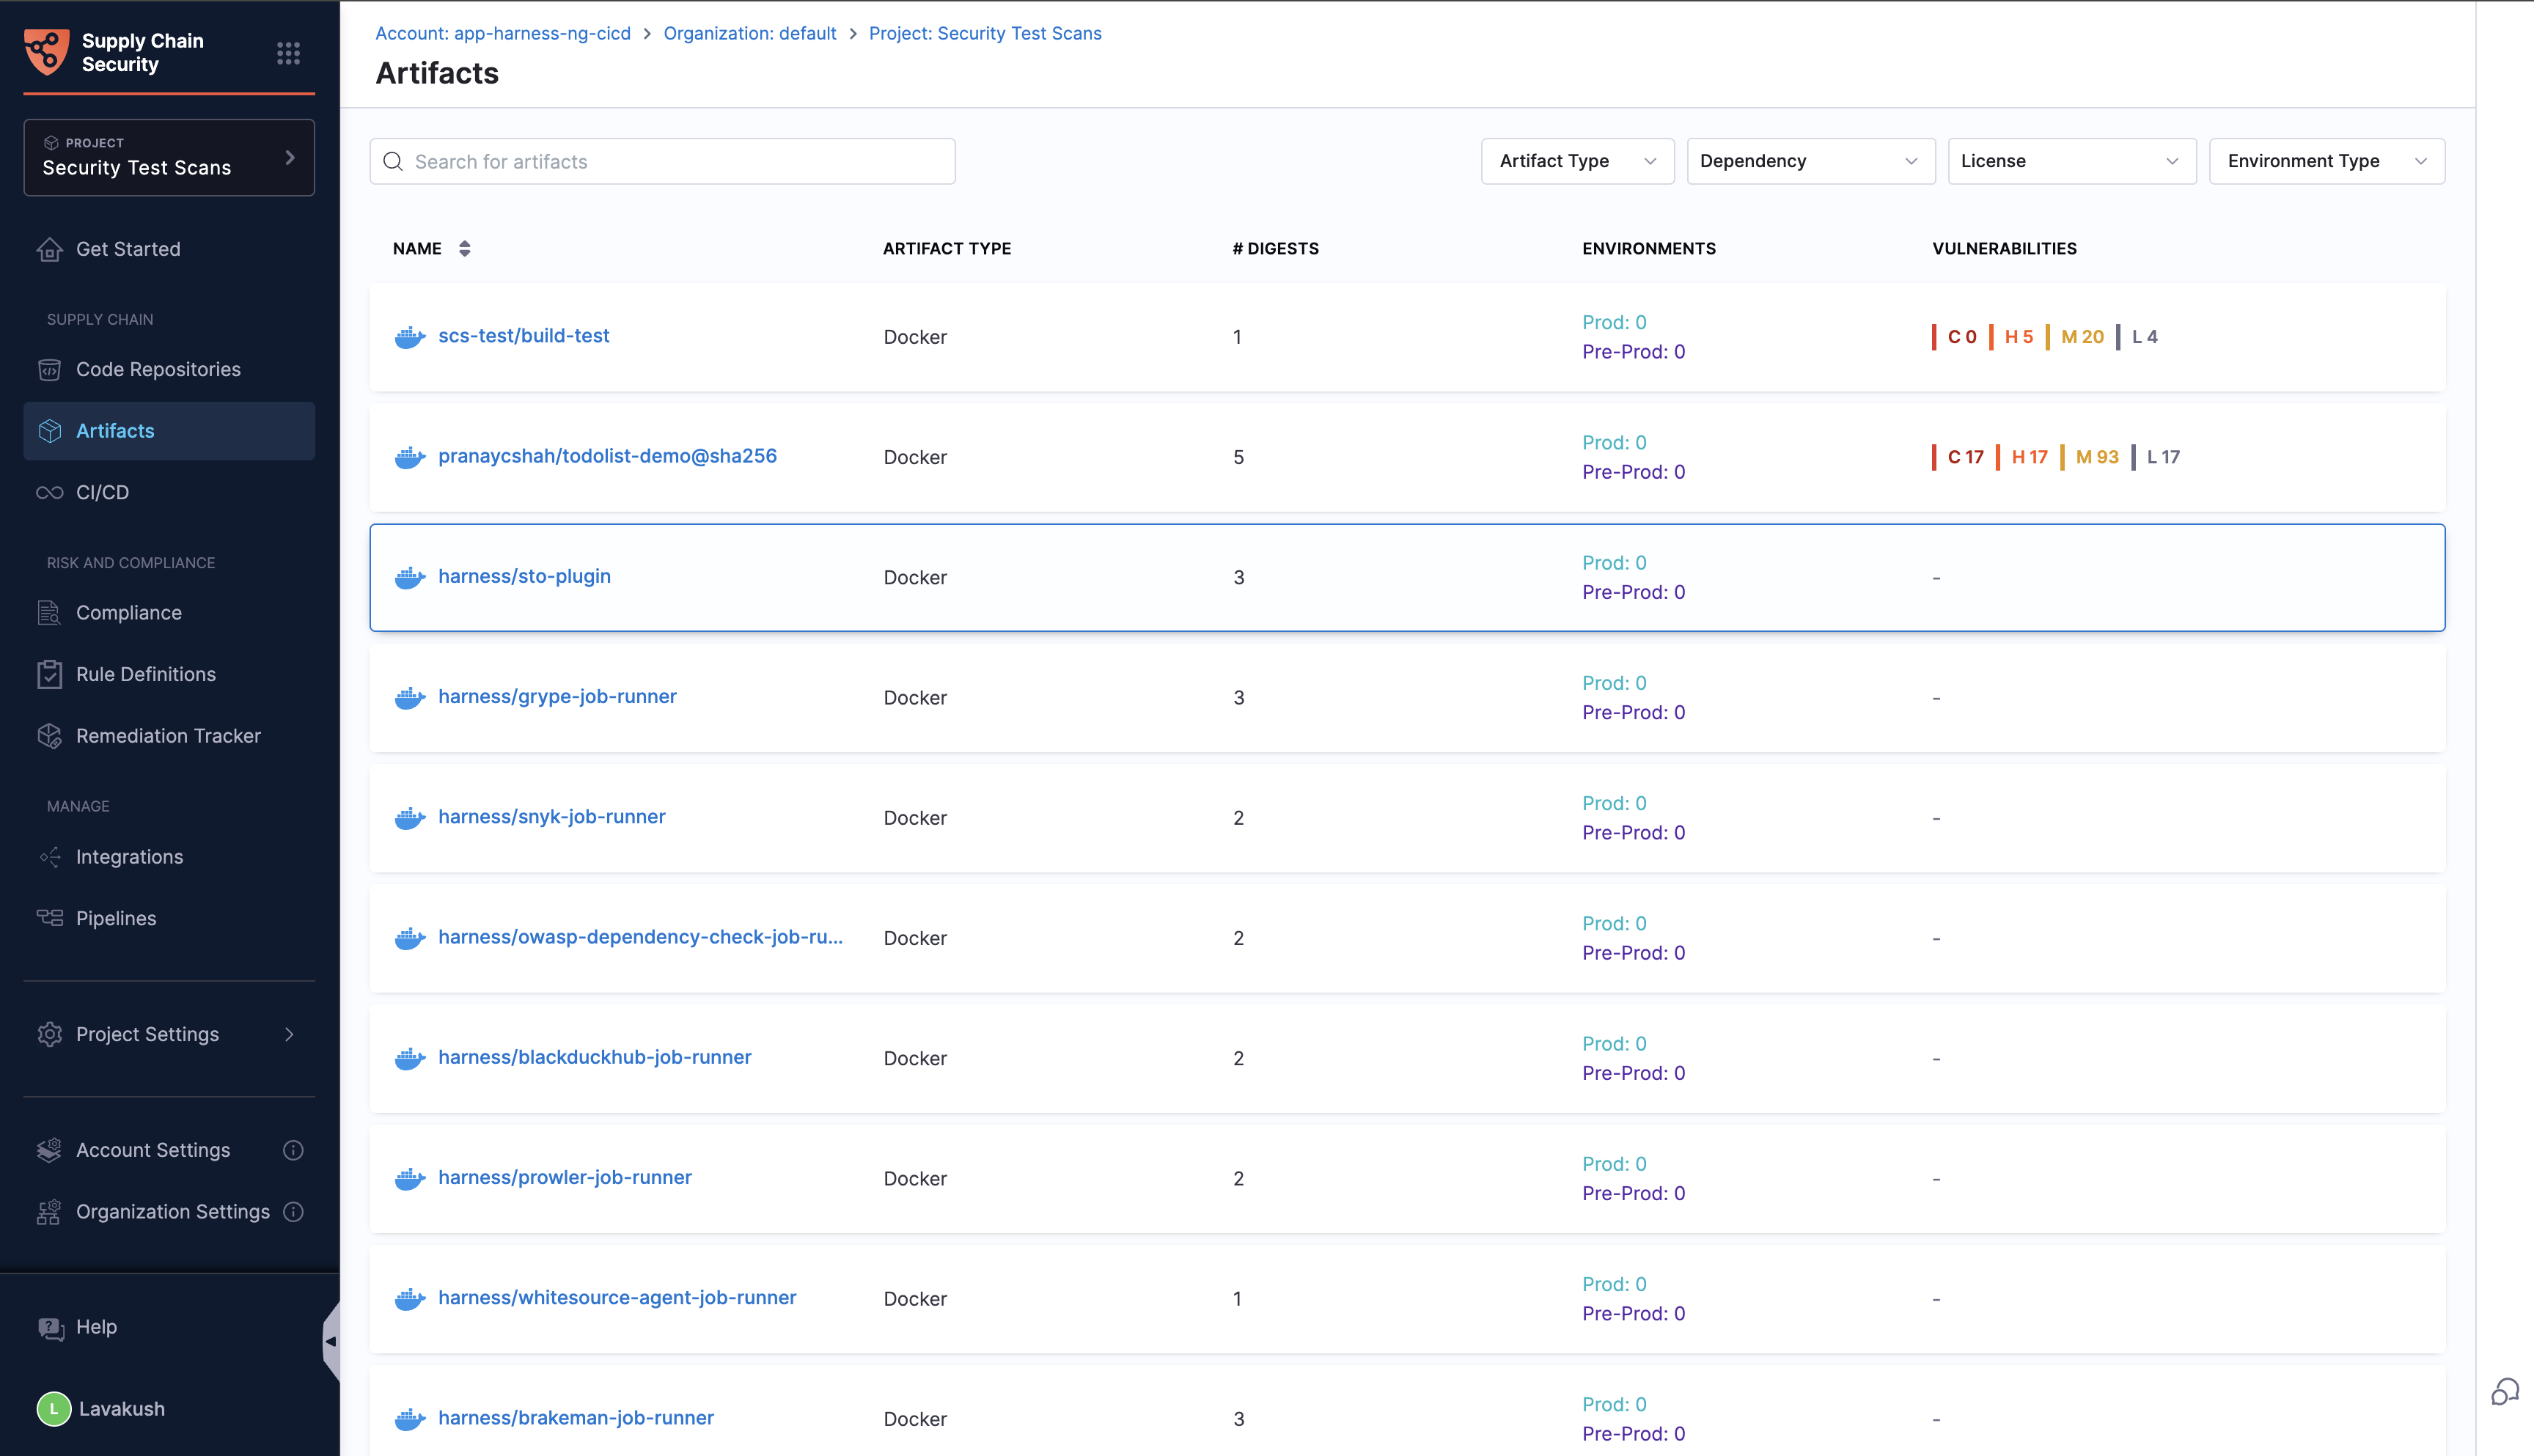 Supply Chain
Security
PROJECT
Security Test Scans
Get Started
SUPPLY CHAIN
Code Repositories
Artifacts
CI/CD
RISK AND COMPLIANCE
Compliance
Rule Definitions
Remediation Tracker
MANAGE
Integrations
Pipelines
Project Settings
Account Settings
Organization Settings
Help
L Lavakush
Account: app-harness-ng-cicd > Organization: default > Project: Security Test Scans
Artifacts
Search for artifacts Artifact Type Dependency License Environment Type
NAME ARTIFACT TYPE # DIGESTS ENVIRONMENTS VULNERABILITIES
scs-test/build-test Docker 1 Prod: 0 C 0 H 5 M 20 L 4
Pre-Prod: 0
pranaycshah/todolist-demo@sha256 Docker 5 Prod: 0 C 17 H 17 M 93 L 17
Pre-Prod: 0
harness/sto-plugin Docker 3 Prod: 0 -
Pre-Prod: 0
harness/grype-job-runner Docker 3 Prod: 0 -
Pre-Prod: 0
harness/snyk-job-runner Docker 2 Prod: 0 -
Pre-Prod: 0
harness/owasp-dependency-check-job-ru... Docker 2 Prod: 0 -
Pre-Prod: 0
harness/blackduckhub-job-runner Docker 2 Prod: 0 -
Pre-Prod: 0
harness/prowler-job-runner Docker 2 Prod: 0 -
Pre-Prod: 0
harness/whitesource-agent-job-runner Docker 1 Prod: 0 -
Pre-Prod: 0
harness/brakeman-job-runner Docker 3 Prod: 0 -
Pre-Prod: 0